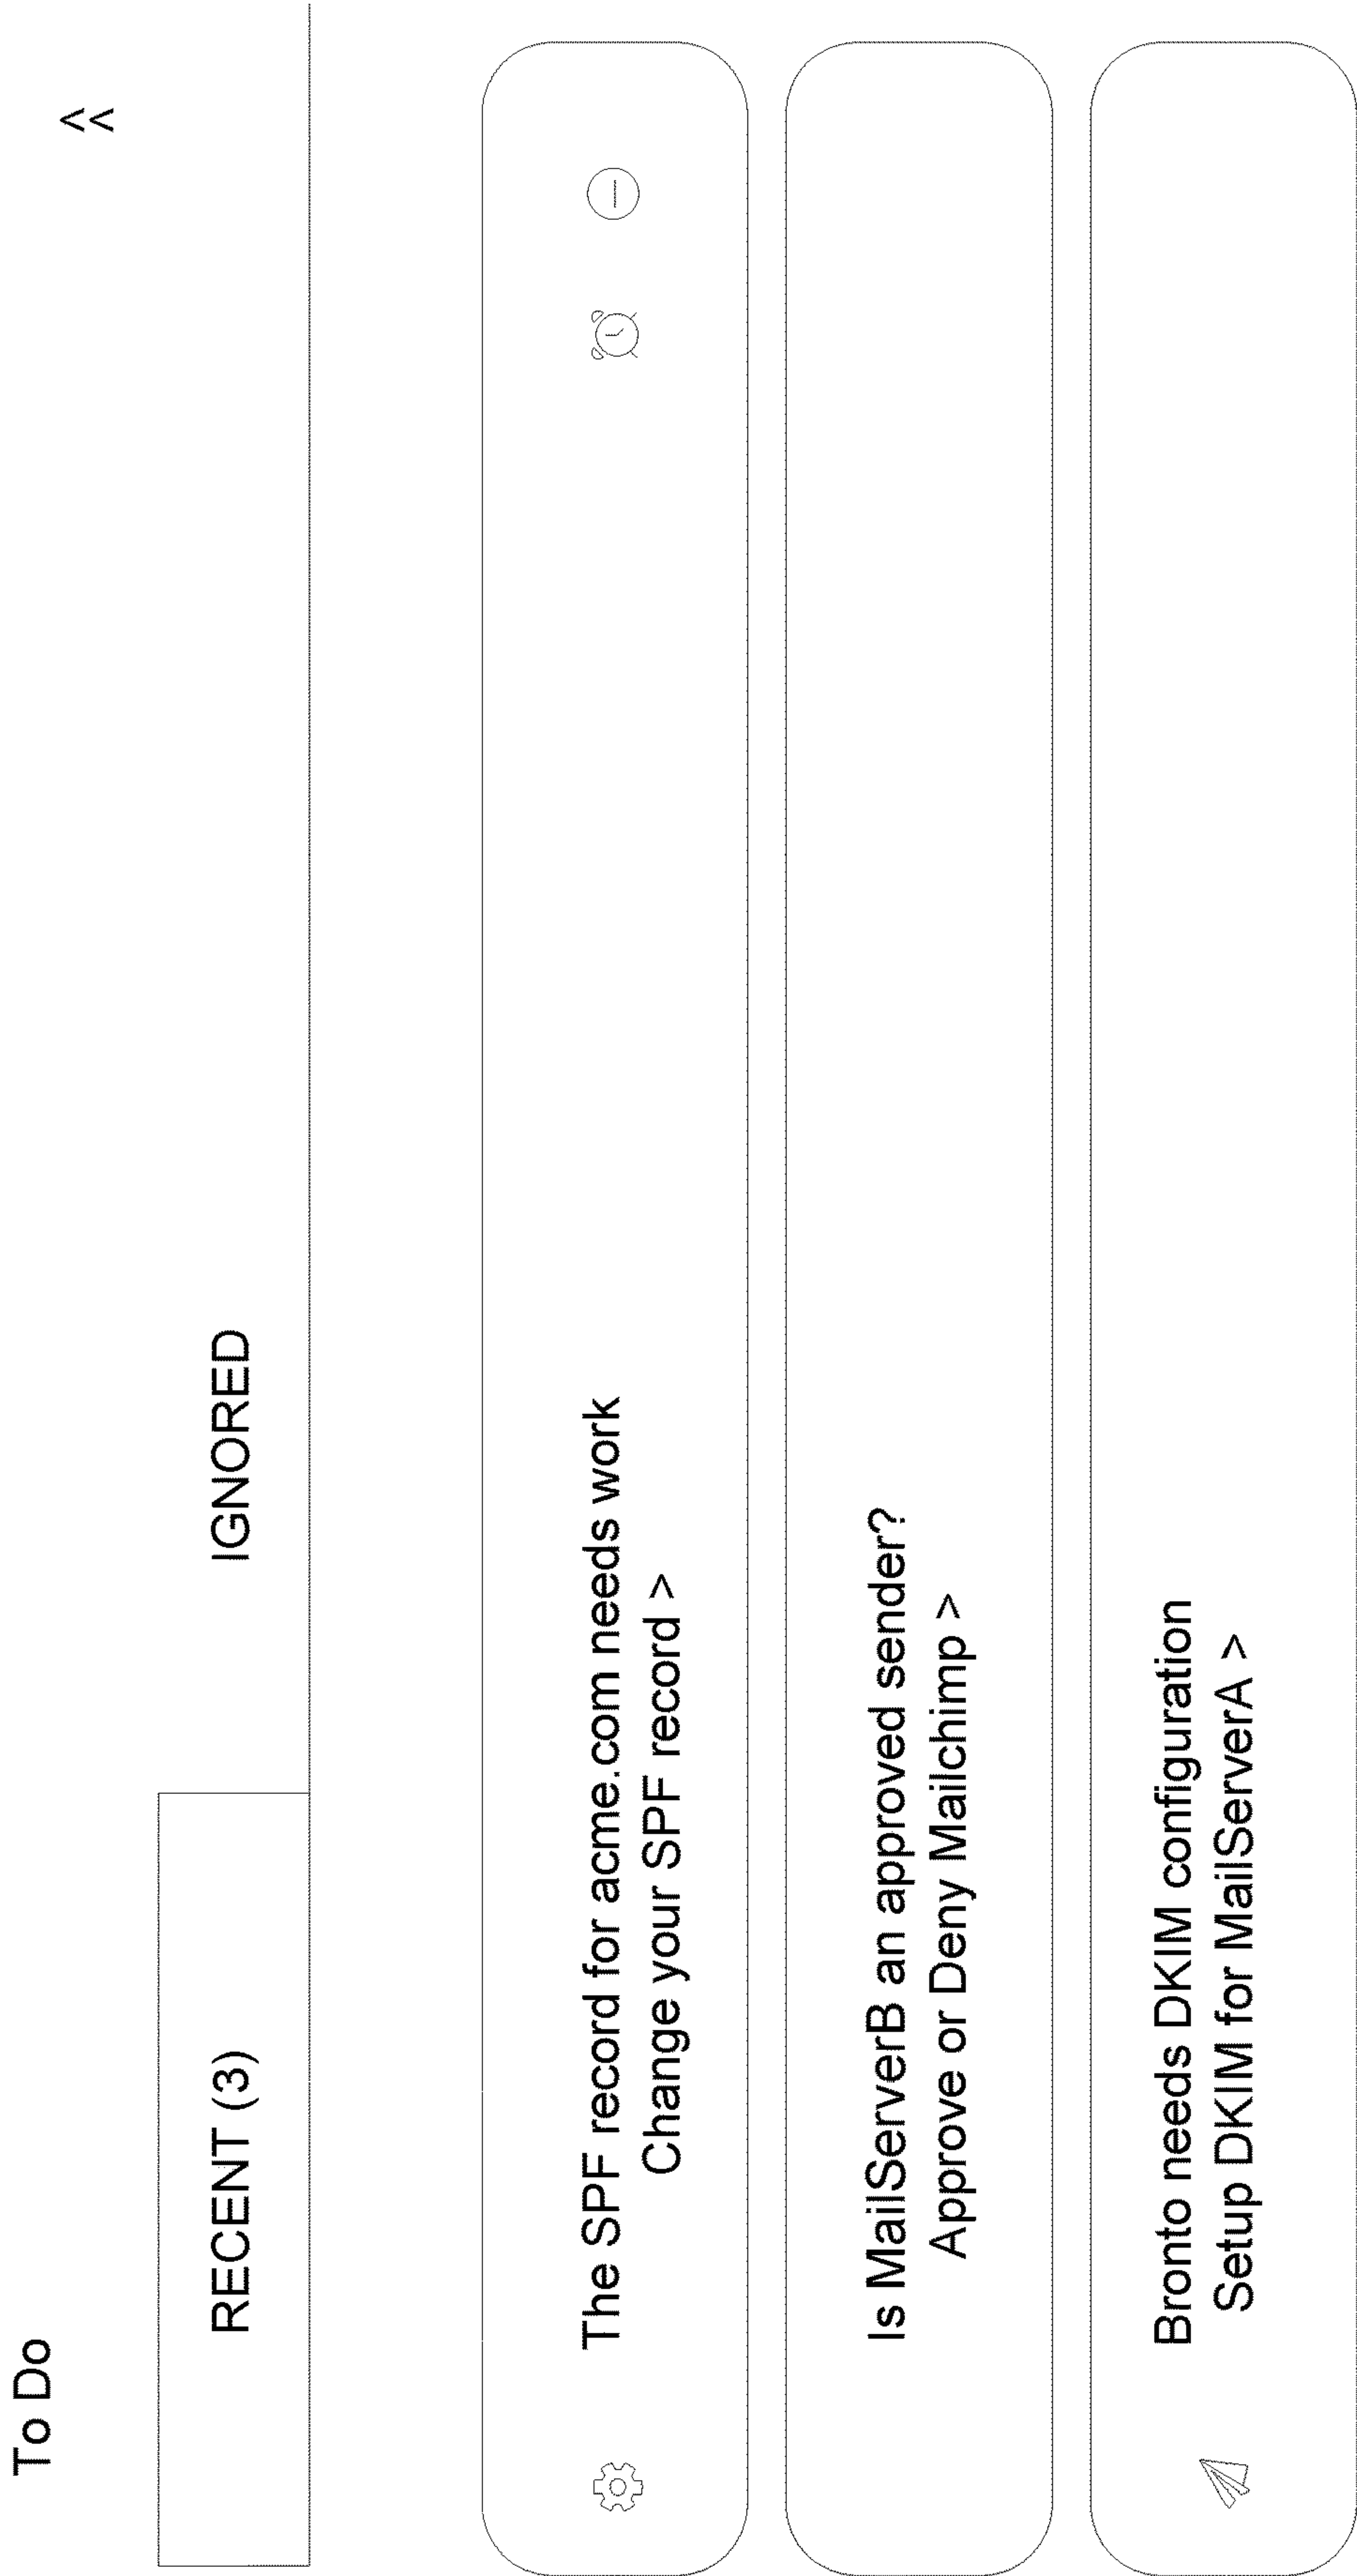 To Do
RECENT (3)
IGNORED
The SPF record for acme.com needs work
Change your SPF record >
Is MailServerB an approved sender?
Approve or Deny Mailchimp >
Bronto needs DKIM configuration
Setup DKIM for MailServerA >